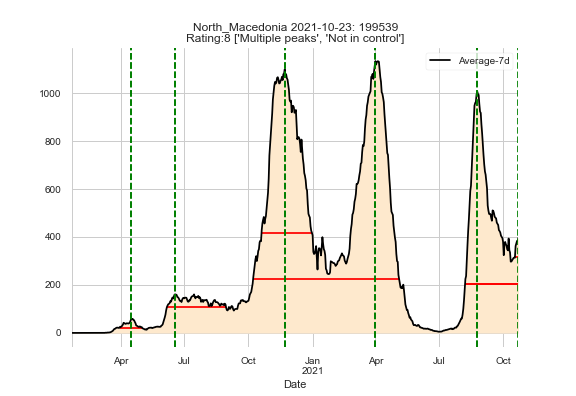 North_Macedonia 2021-10-23: 199539
Rating:8 ['Multiple peaks', 'Not in control']
Average-7d
1000
800
600
400
200
0
Apr Jul Oct Jan Apr Jul Oct
2021
Date